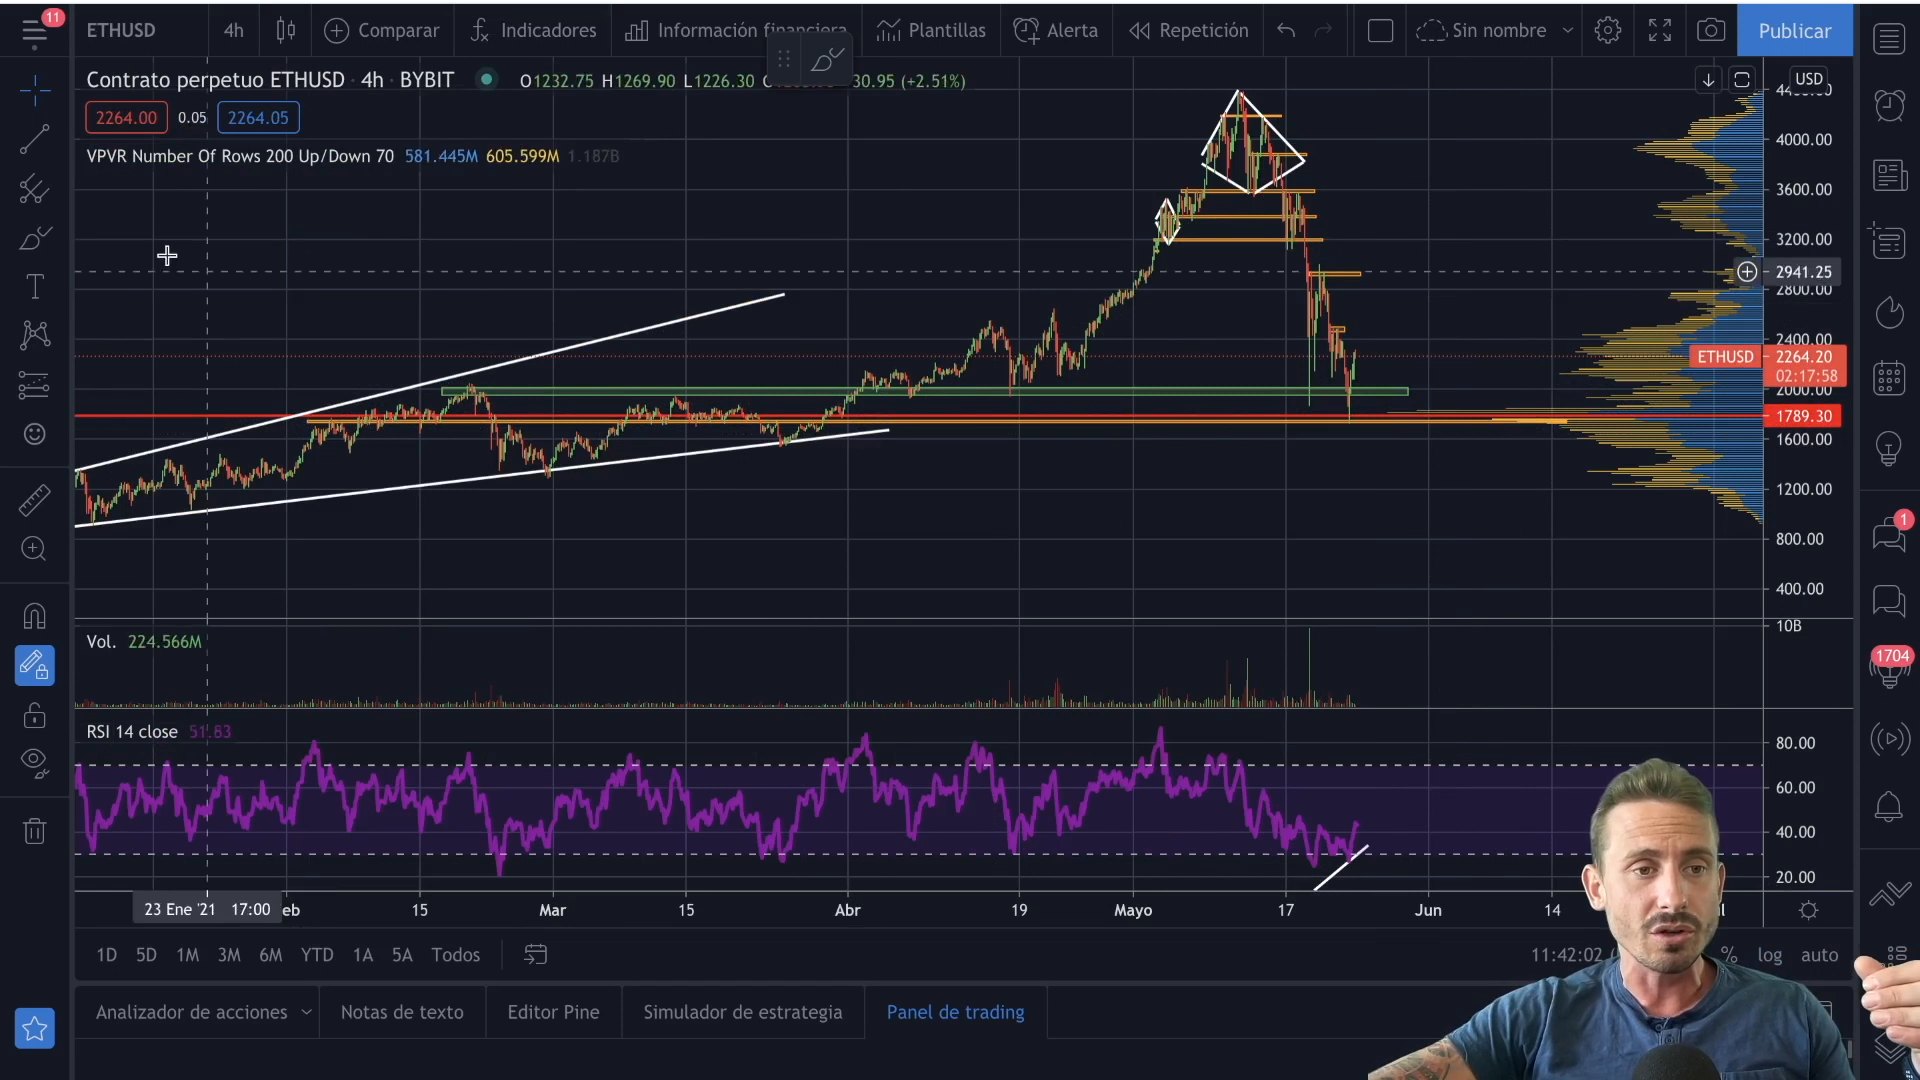 11
ETHUSD
4h
Comparar
Indicadores
Información financiera
Plantillas
Alerta
Repetición
Sin nombre
Publicar
Contrato perpetuo ETHUSD · 4h · BYBIT
O1232.75 H1269.90 L1226.30 30.95 (+2.51%)
USD
2264.00
0.05
2264.05
VPVR Number Of Rows 200 Up/Down 70 581.445M 605.599M 1.187B
4000.00
3600.00
3200.00
2941.25
2800.00
2400.00
ETHUSD
2264.20
02:17:58
2000.00
1789.30
1600.00
1200.00
800.00
400.00
Vol. 224.566M
10B
RSI 14 close 51.83
80.00
60.00
40.00
20.00
23 Ene '21 17:00
eb
15
Mar
15
Abr
19
Mayo
17
Jun
14
1D
5D
1M
3M
6M
YTD
1A
5A
Todos
11:42:02
%
log
auto
Analizador de acciones
Notas de texto
Editor Pine
Simulador de estrategia
Panel de trading
1
1704